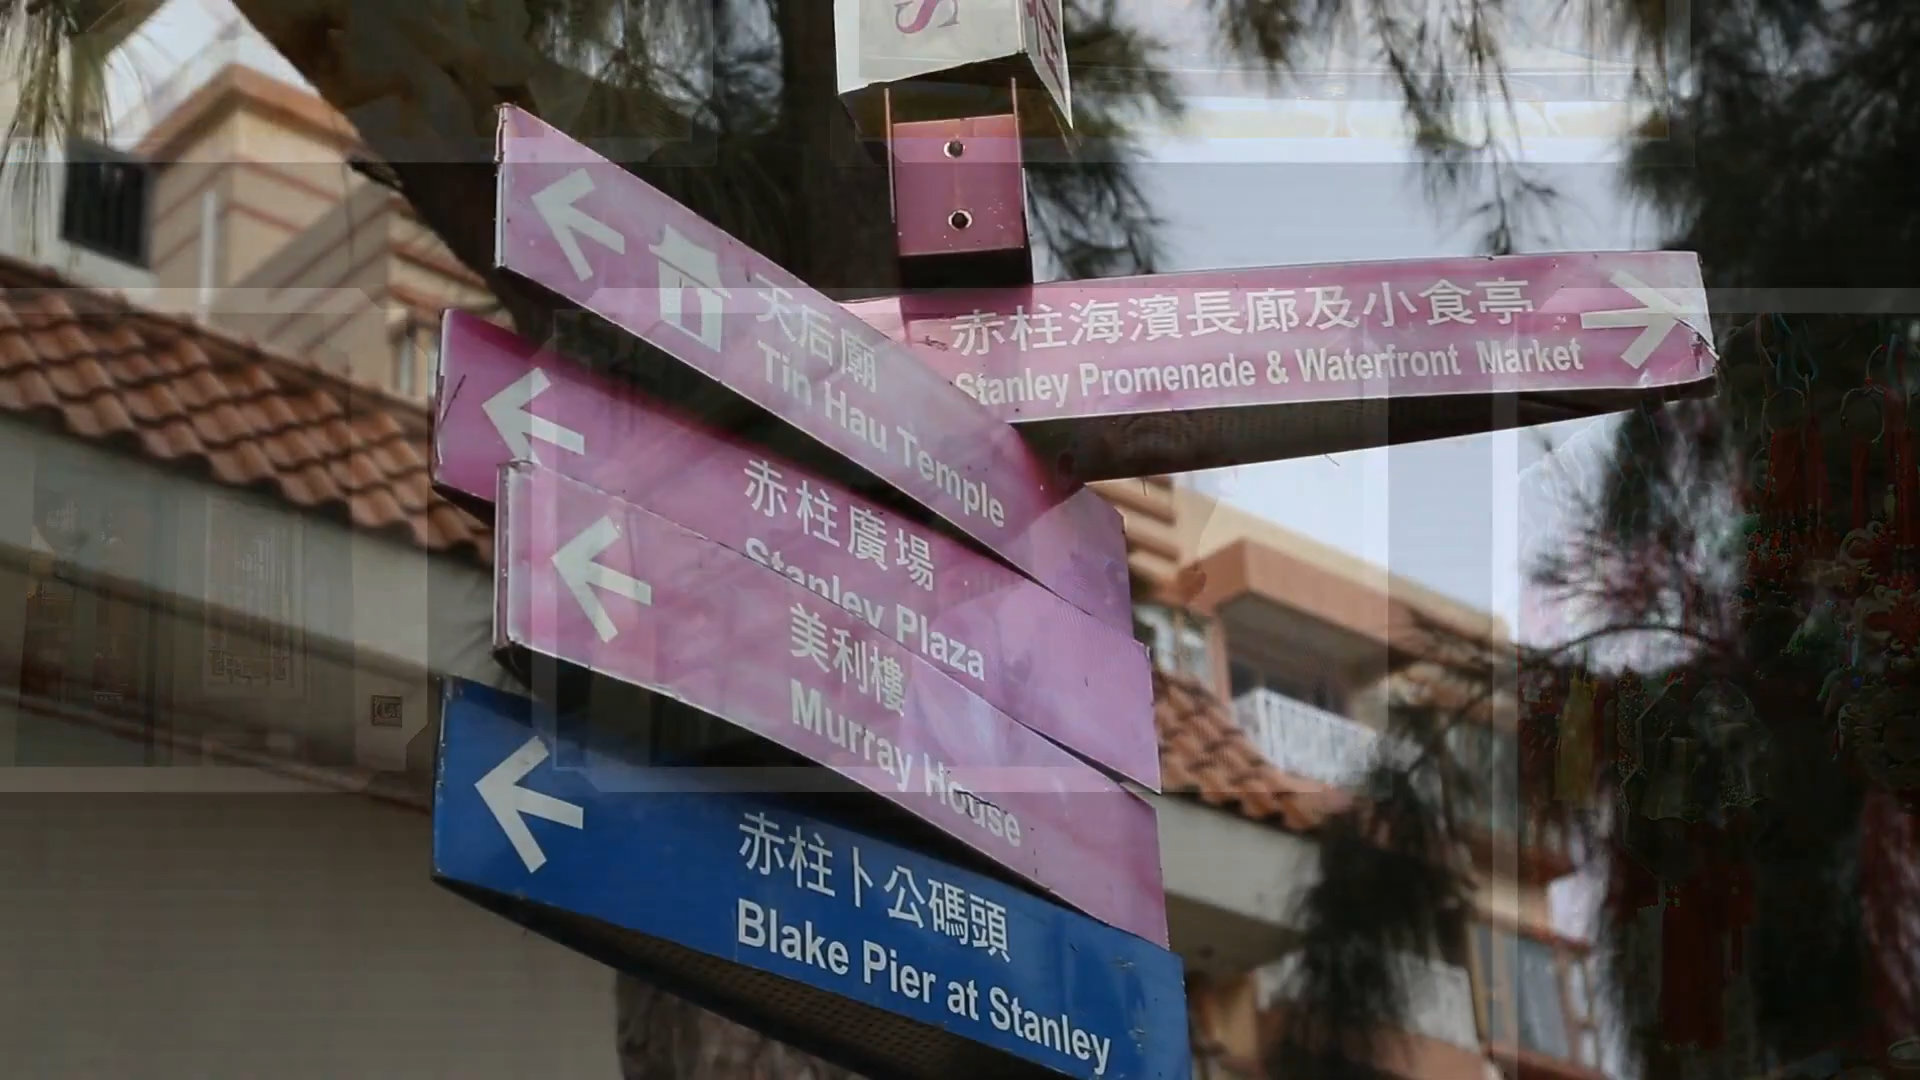 S
天后廟
Tin Hau Temple
赤柱海濱長廊及小食亭
Stanley Promenade & Waterfront Market
赤柱廣場
Stanley Plaza
美利樓
Murray House
赤柱卜公碼頭
Blake Pier at Stanley